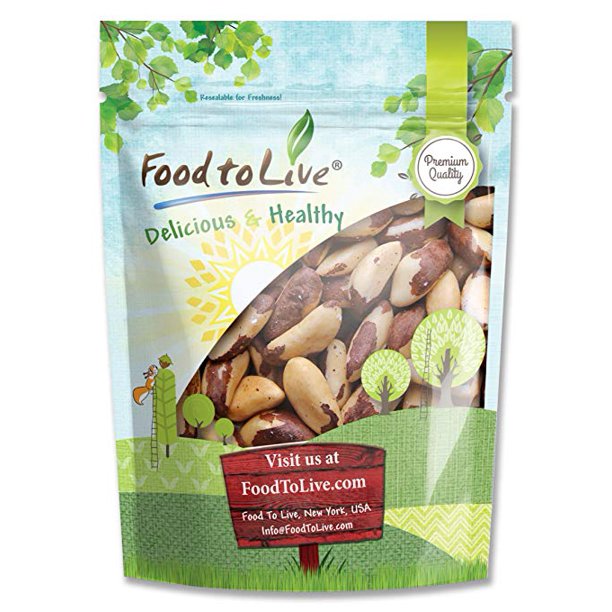 Resealable for Freshness!
Food to Live®
Delicious & Healthy
Premium
Quality
Visit us at
FoodToLive.com
Food To Live, New York, USA
Info@FoodToLive.com